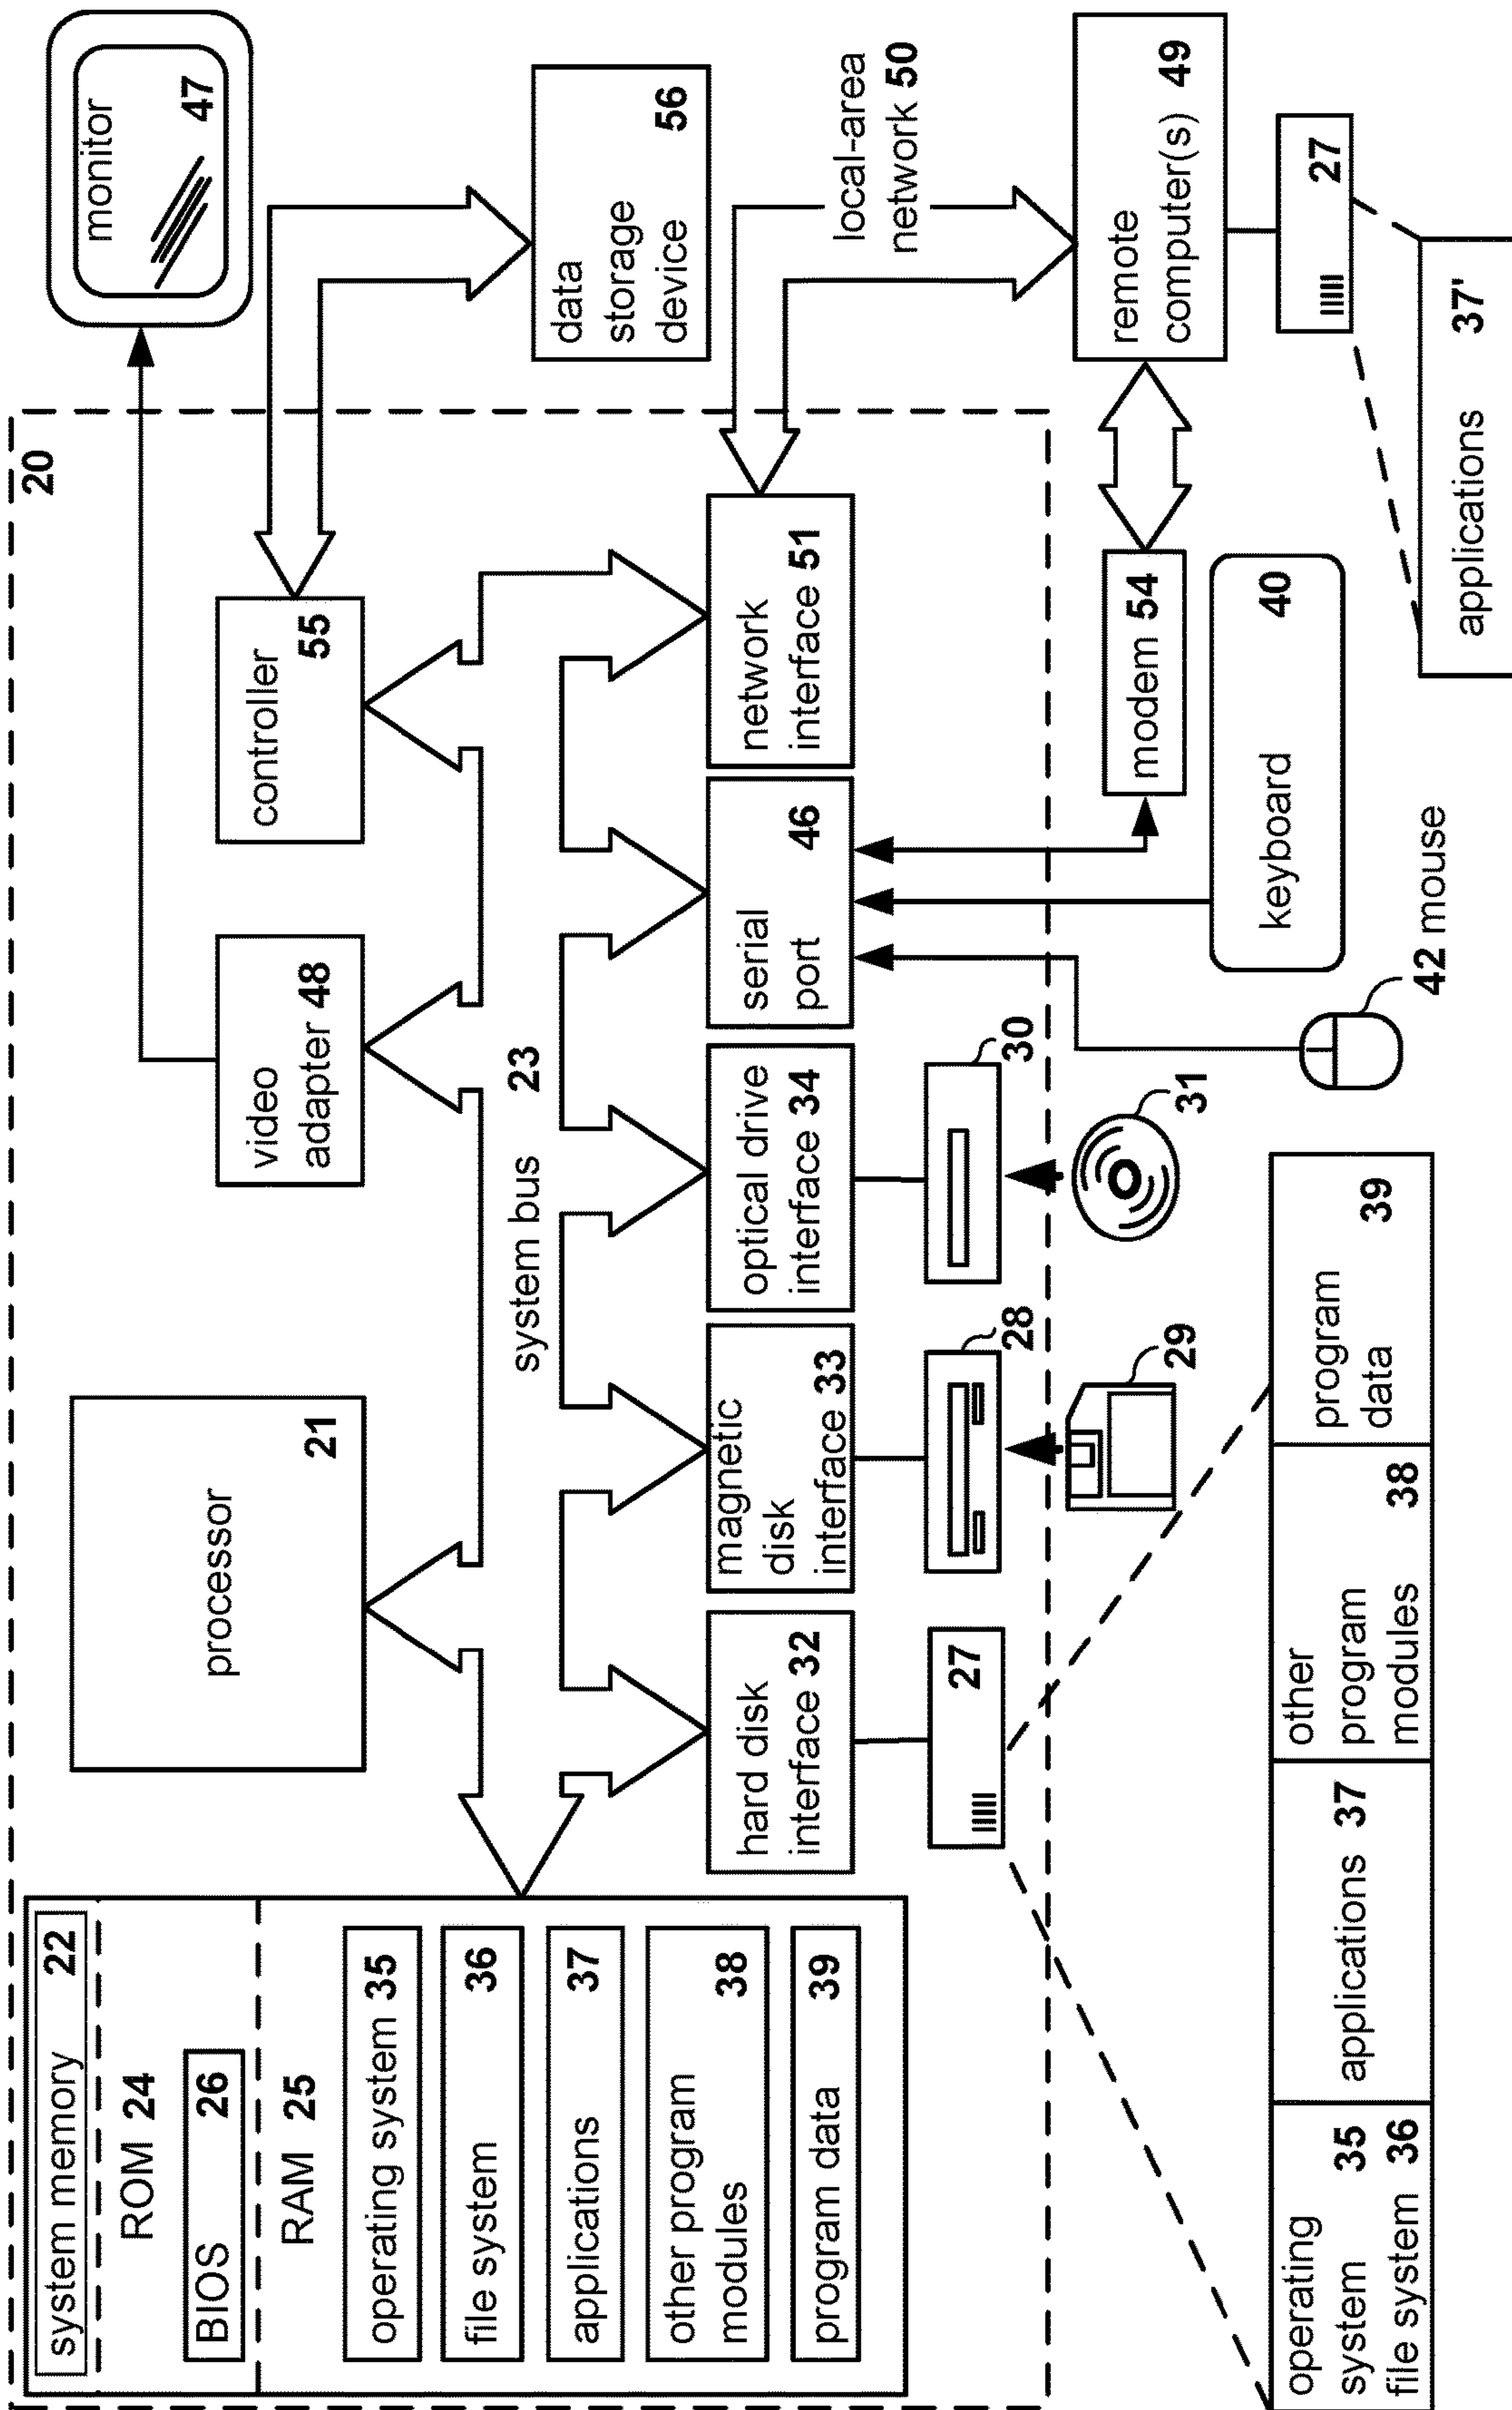 20
system memory 22
ROM 24
BIOS 26
RAM 25
operating system 35
file system 36
applications 37
other program
modules 38
program data 39
processor
21
video
adapter 48
controller
55
monitor
47
system bus 23
data
storage
device
56
local-area
network 50
hard disk
interface 32
magnetic
disk
interface 33
optical drive
interface 34
serial
port
46
network
interface 51
27
28
30
29
31
modem 54
remote
computer(s)
49
27
keyboard
40
42 mouse
operating
system 35
file system 36
applications 37
other
program
modules 38
program
data
39
applications 37'